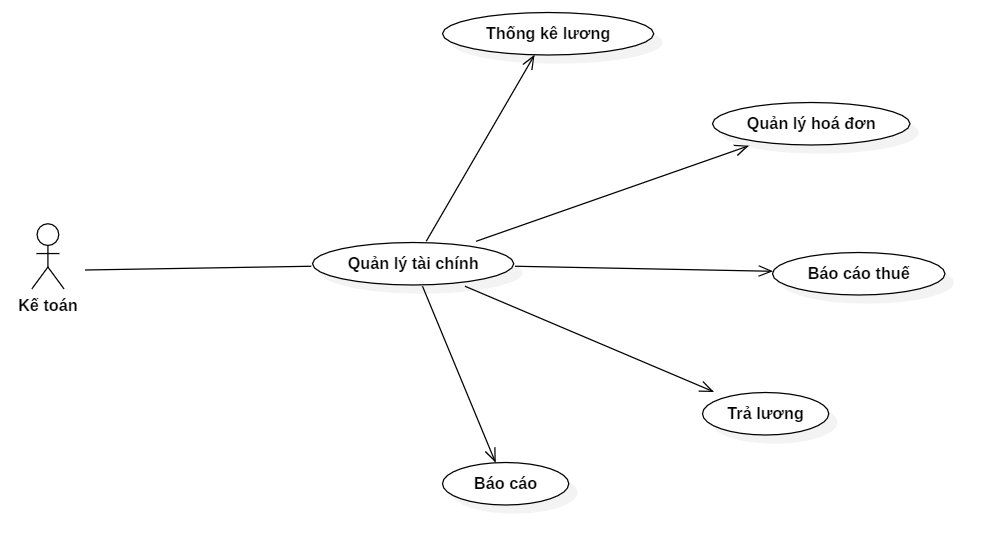 Thống kê lương
Quản lý hoá đơn
Quản lý tài chính
Báo cáo thuế
Kế toán
Trả lương
Báo cáo